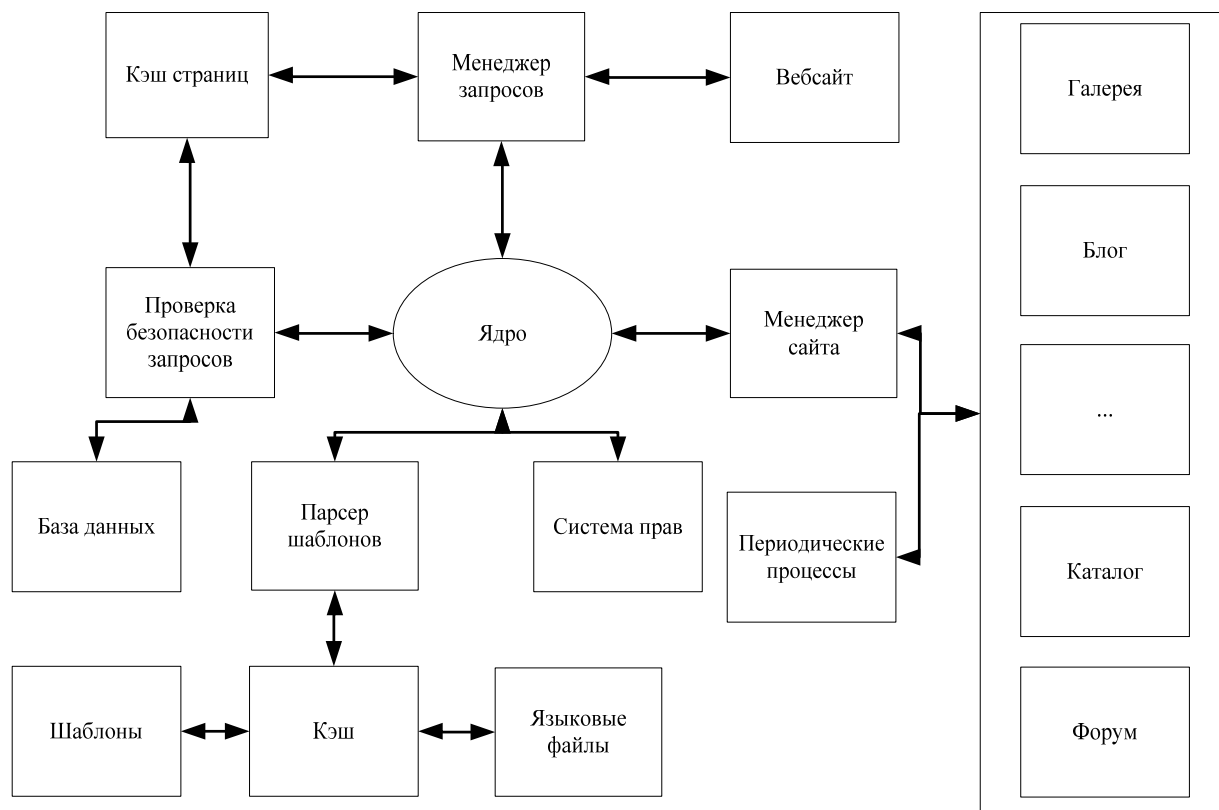 Кэш страниц
Менеджер
запросов
Вебсайт
Галерея
Блог
Проверка
безопасности
запросов
Ядро
Менеджер
сайта
...
База данных
Парсер
шаблонов
Система прав
Периодические
процессы
Каталог
Шаблоны
Кэш
Языковые
файлы
Форум